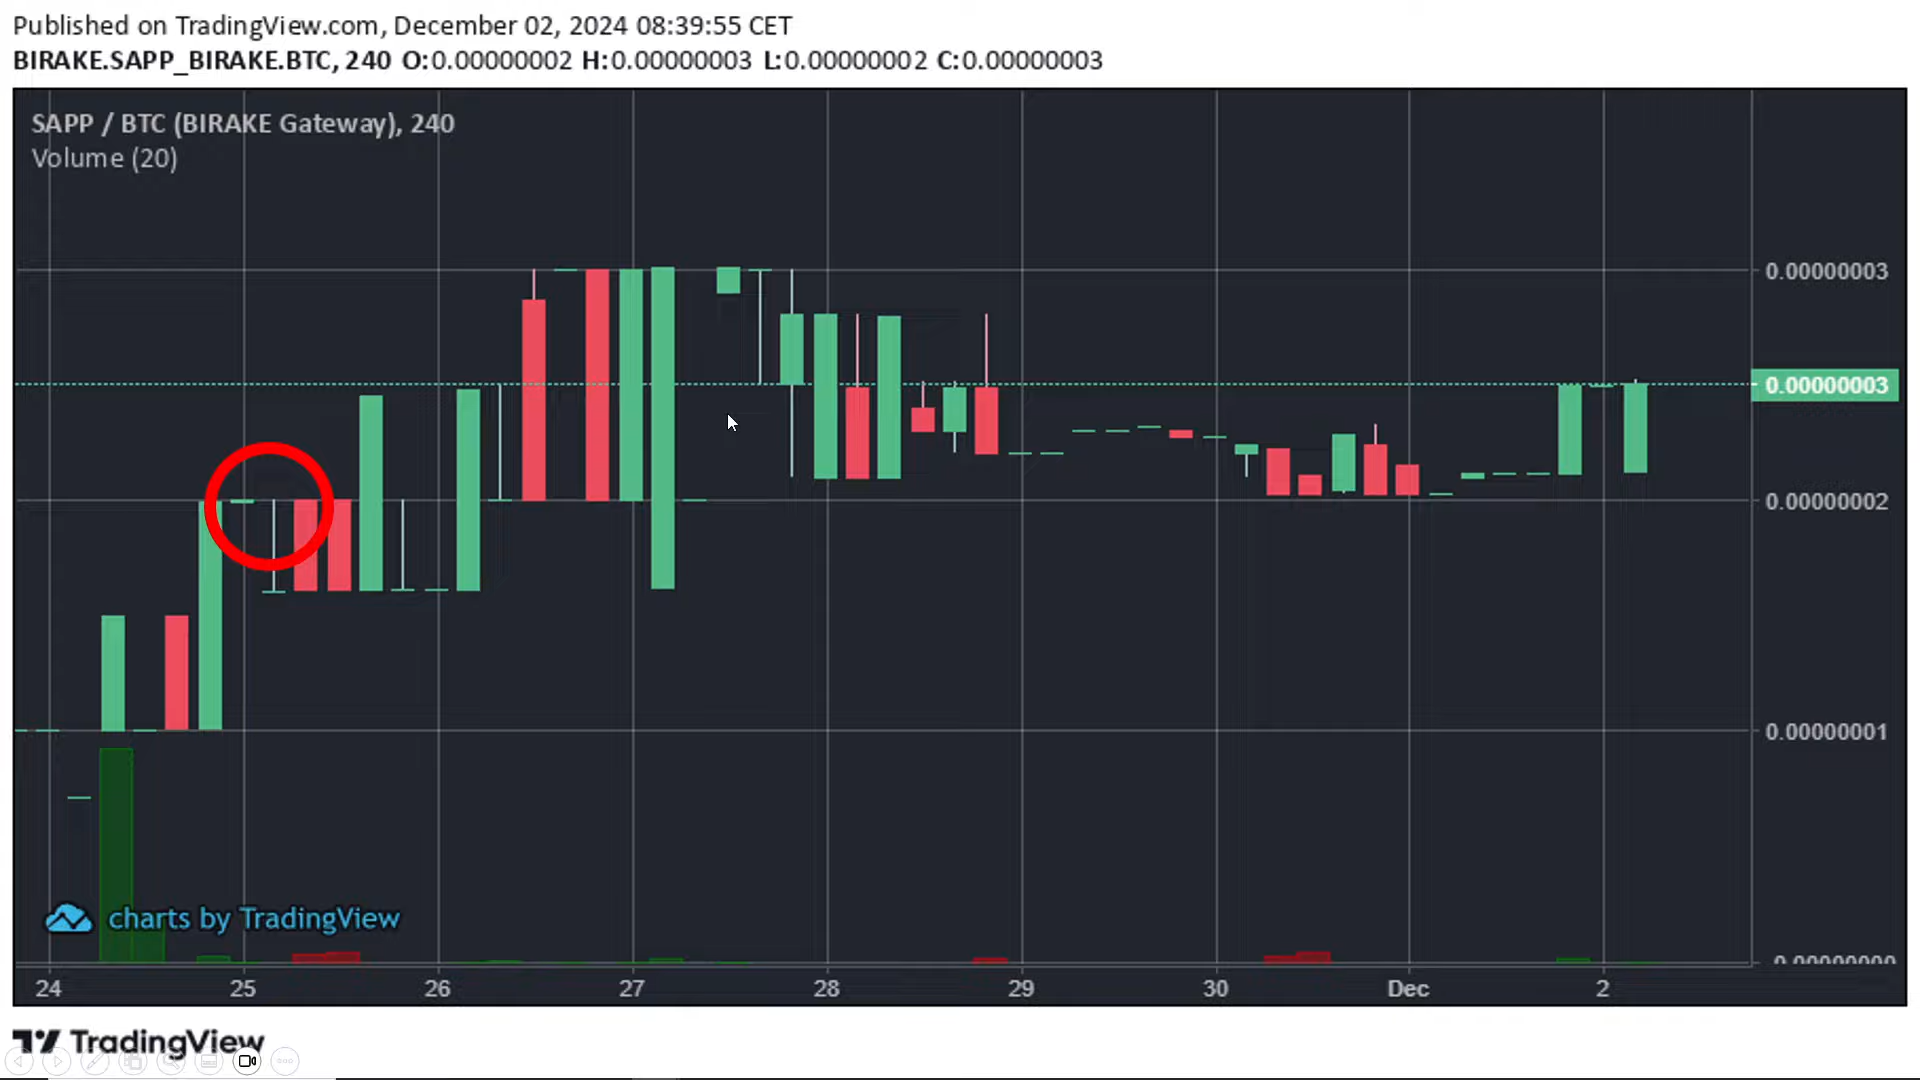 Published on TradingView.com, December 02, 2024 08:39:55 CET
BIRAKE.SAPP_BIRAKE.BTC, 240 O:0.00000002 H:0.00000003 L:0.00000002 C:0.00000003
SAPP / BTC (BIRAKE Gateway), 240
Volume (20)
0.00000003
0.00000003
0.00000002
0.00000001
charts by TradingView
0.00000000
24 25 26 27 28 29 30 Dec 2
TradingView